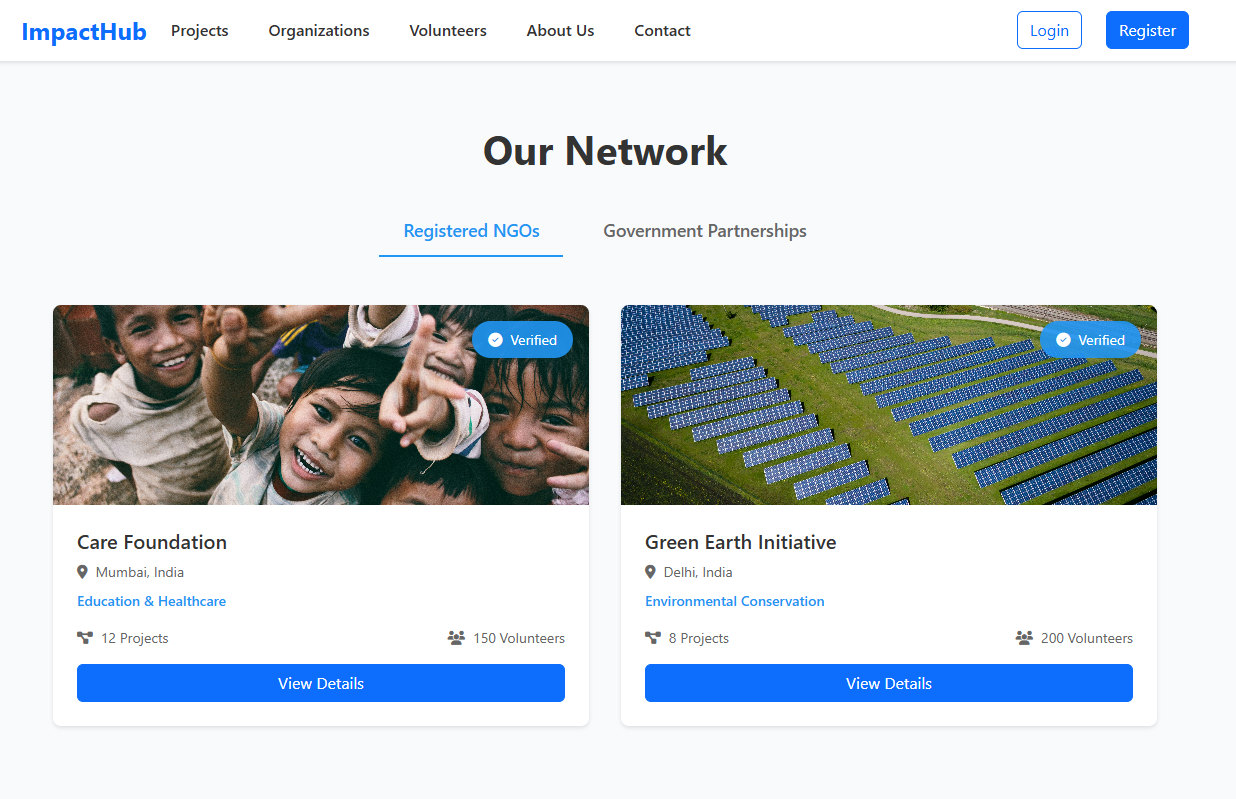 ImpactHub Projects Organizations Volunteers About Us Contact Login Register
Our Network
Registered NGOs Government Partnerships
Verified
Verified
Care Foundation
Mumbai, India
Education & Healthcare
12 Projects 150 Volunteers
View Details
Green Earth Initiative
Delhi, India
Environmental Conservation
8 Projects 200 Volunteers
View Details